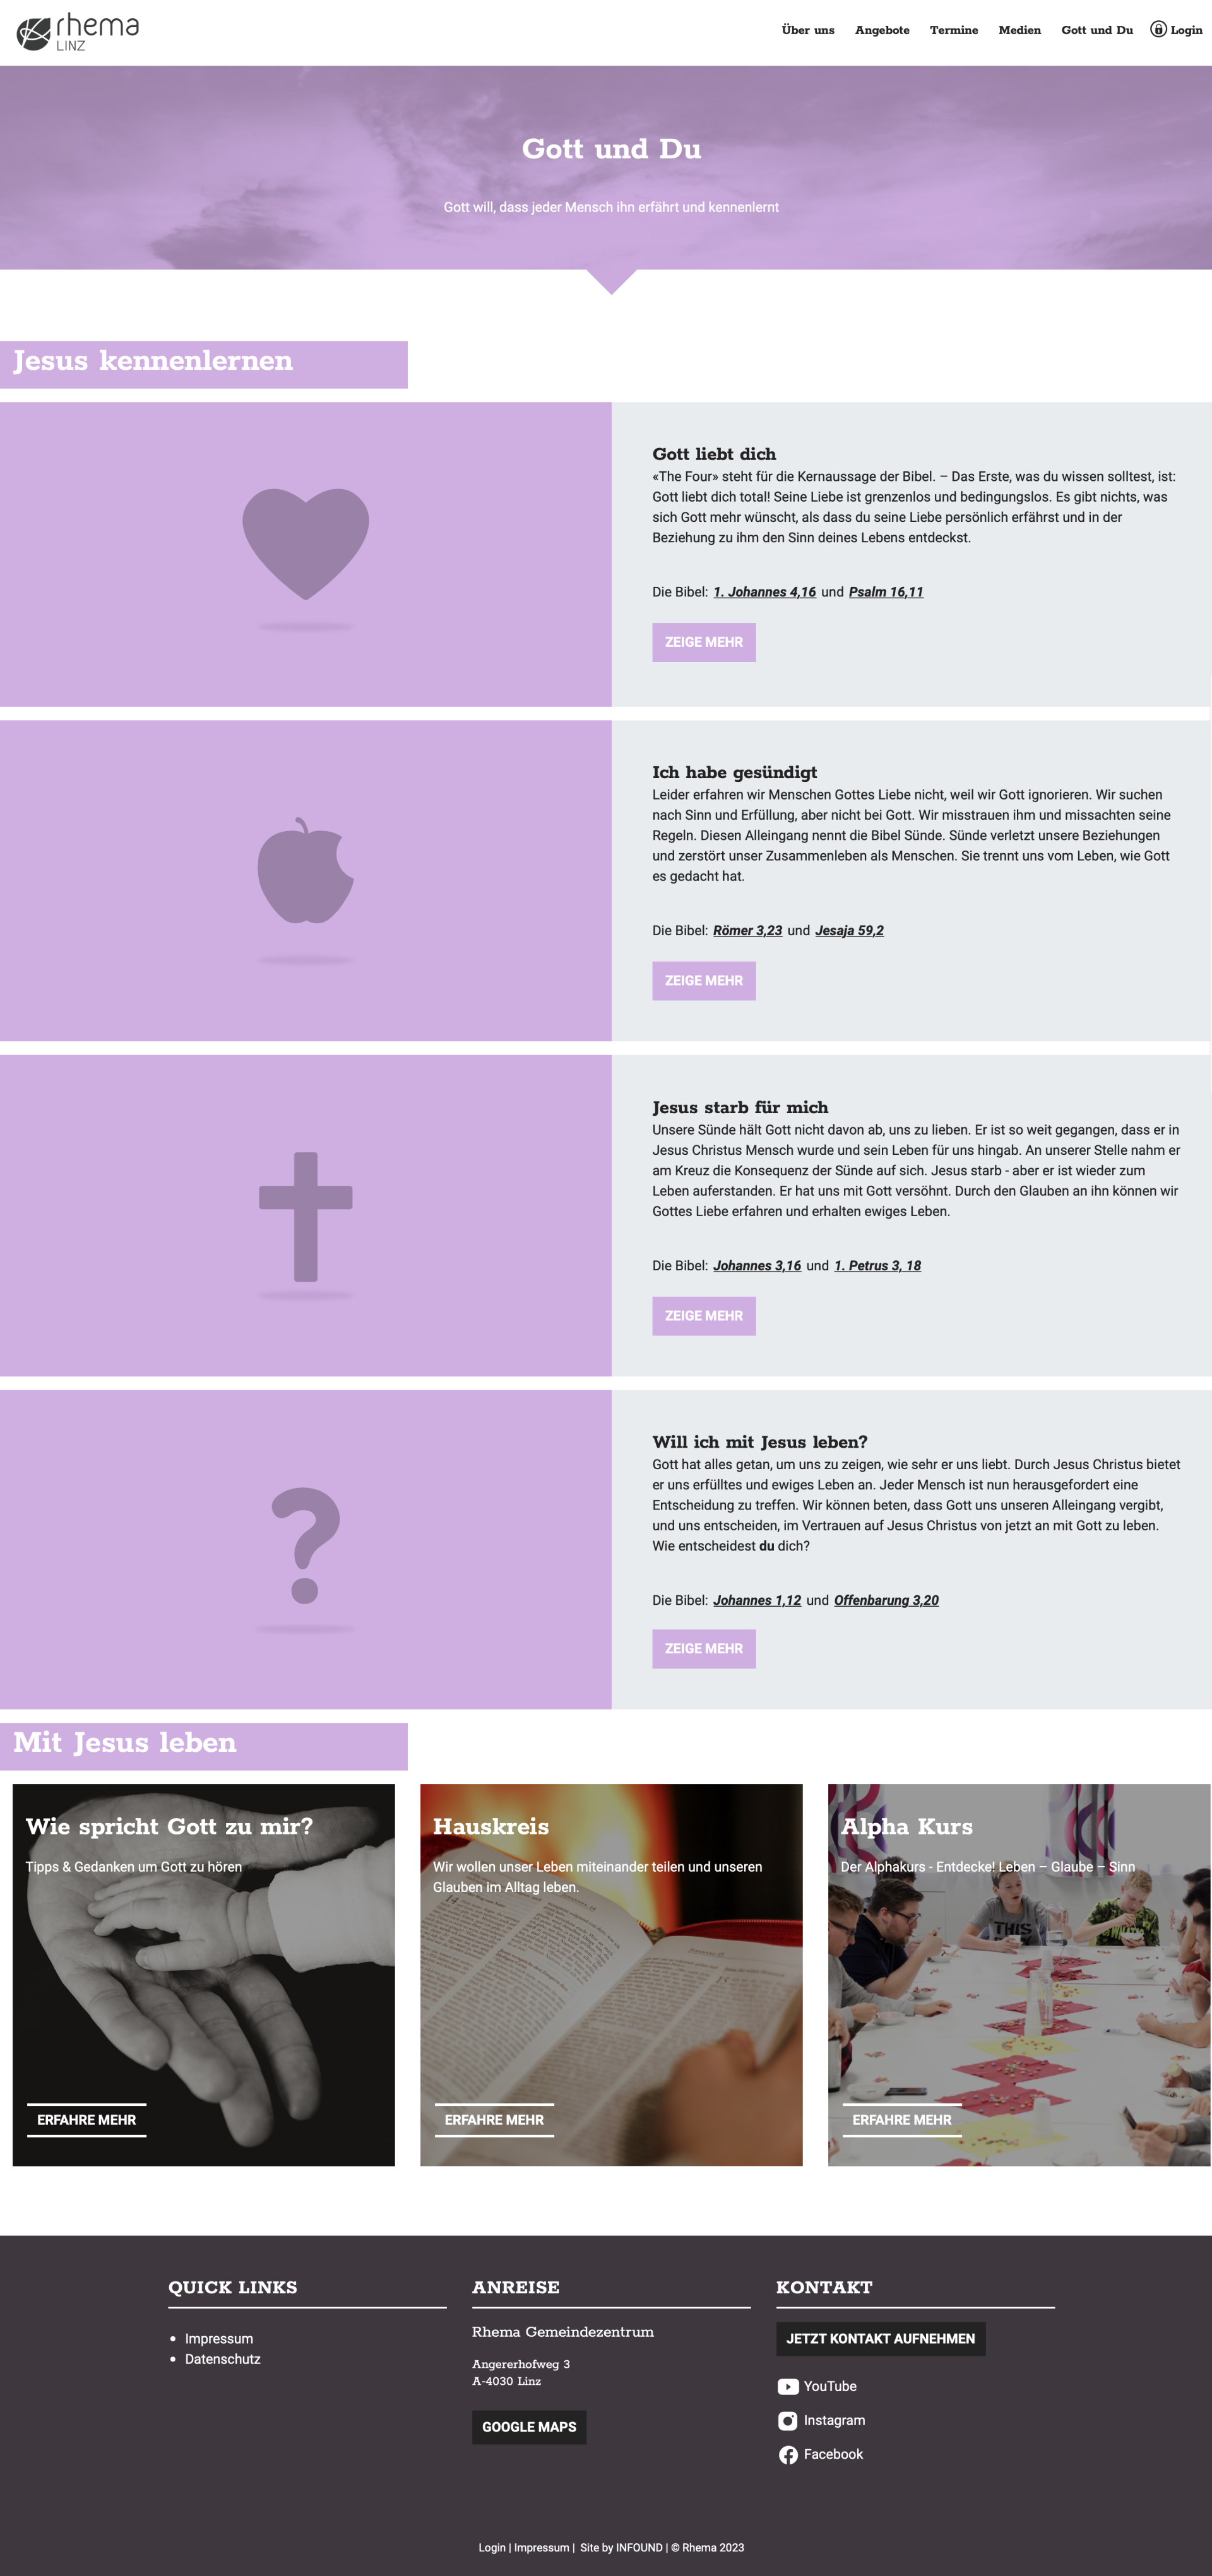 rhema
LINZ
Über uns Angebote Termine Medien Gott und Du Login
Gott und Du
Gott will, dass jeder Mensch ihn erfährt und kennenlernt
Jesus kennenlernen
Gott liebt dich
«The Four» steht für die Kernaussage der Bibel. – Das Erste, was du wissen solltest, ist:
Gott liebt dich total! Seine Liebe ist grenzenlos und bedingungslos. Es gibt nichts, was
sich Gott mehr wünscht, als dass du seine Liebe persönlich erfährst und in der
Beziehung zu ihm den Sinn deines Lebens entdeckst.
Die Bibel: 1. Johannes 4,16 und Psalm 16,11
ZEIGE MEHR
Ich habe gesündigt
Leider erfahren wir Menschen Gottes Liebe nicht, weil wir Gott ignorieren. Wir suchen
nach Sinn und Erfüllung, aber nicht bei Gott. Wir misstrauen ihm und missachten seine
Regeln. Diesen Alleingang nennt die Bibel Sünde. Sünde verletzt unsere Beziehungen
und zerstört unser Zusammenleben als Menschen. Sie trennt uns vom Leben, wie Gott
es gedacht hat.
Die Bibel: Römer 3,23 und Jesaja 59,2
ZEIGE MEHR
Jesus starb für mich
Unsere Sünde hält Gott nicht davon ab, uns zu lieben. Er ist so weit gegangen, dass er in
Jesus Christus Mensch wurde und sein Leben für uns hingab. An unserer Stelle nahm er
am Kreuz die Konsequenz der Sünde auf sich. Jesus starb - aber er ist wieder zum
Leben auferstanden. Er hat uns mit Gott versöhnt. Durch den Glauben an ihn können wir
Gottes Liebe erfahren und erhalten ewiges Leben.
Die Bibel: Johannes 3,16 und 1. Petrus 3, 18
ZEIGE MEHR
Will ich mit Jesus leben?
Gott hat alles getan, um uns zu zeigen, wie sehr er uns liebt. Durch Jesus Christus bietet
er uns erfülltes und ewiges Leben an. Jeder Mensch ist nun herausgefordert eine
Entscheidung zu treffen. Wir können beten, dass Gott uns unseren Alleingang vergibt,
und uns entscheiden, im Vertrauen auf Jesus Christus von jetzt an mit Gott zu leben.
Wie entscheidest du dich?
Die Bibel: Johannes 1,12 und Offenbarung 3,20
ZEIGE MEHR
Mit Jesus leben
Wie spricht Gott zu mir?
Tipps & Gedanken um Gott zu hören
ERFAHRE MEHR
Hauskreis
Wir wollen unser Leben miteinander teilen und unseren
Glauben im Alltag leben.
ERFAHRE MEHR
Alpha Kurs
Der Alphakurs - Entdecke! Leben – Glaube – Sinn
THIS
ERFAHRE MEHR
QUICK LINKS
• Impressum
• Datenschutz
ANREISE
Rhema Gemeindezentrum
Angererhofweg 3
A-4030 Linz
GOOGLE MAPS
KONTAKT
JETZT KONTAKT AUFNEHMEN
YouTube
Instagram
Facebook
Login | Impressum | Site by INFOUND | © Rhema 2023